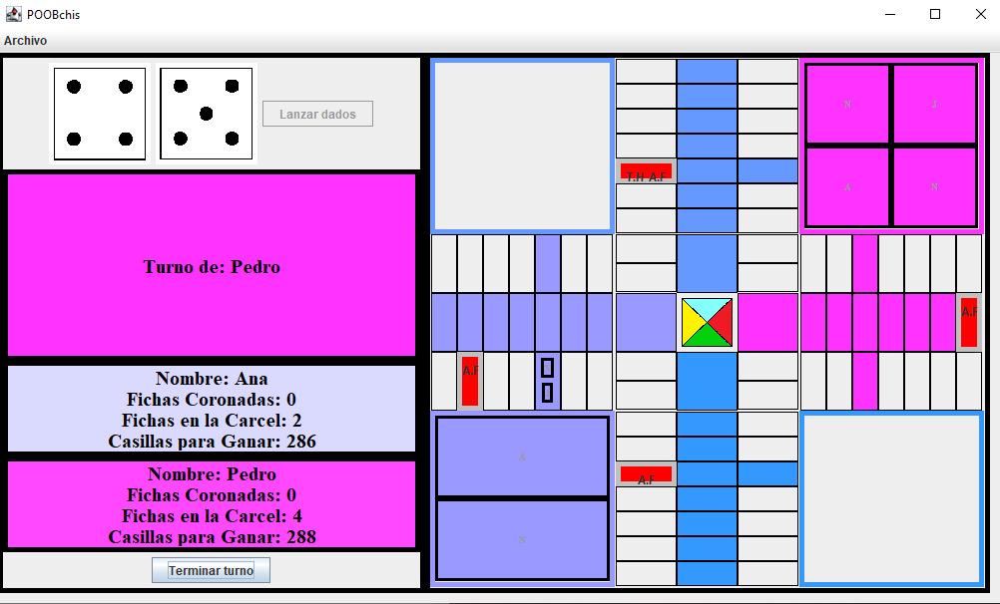 POOBchis
Archivo
Lanzar dados
Turno de: Pedro
Nombre: Ana
Fichas Coronadas: 0
Fichas en la Carcel: 2
Casillas para Ganar: 286
Nombre: Pedro
Fichas Coronadas: 0
Fichas en la Carcel: 4
Casillas para Ganar: 288
Terminar turno
N J
A N
T.H A.F
A.F
A.F
A.F
A
N